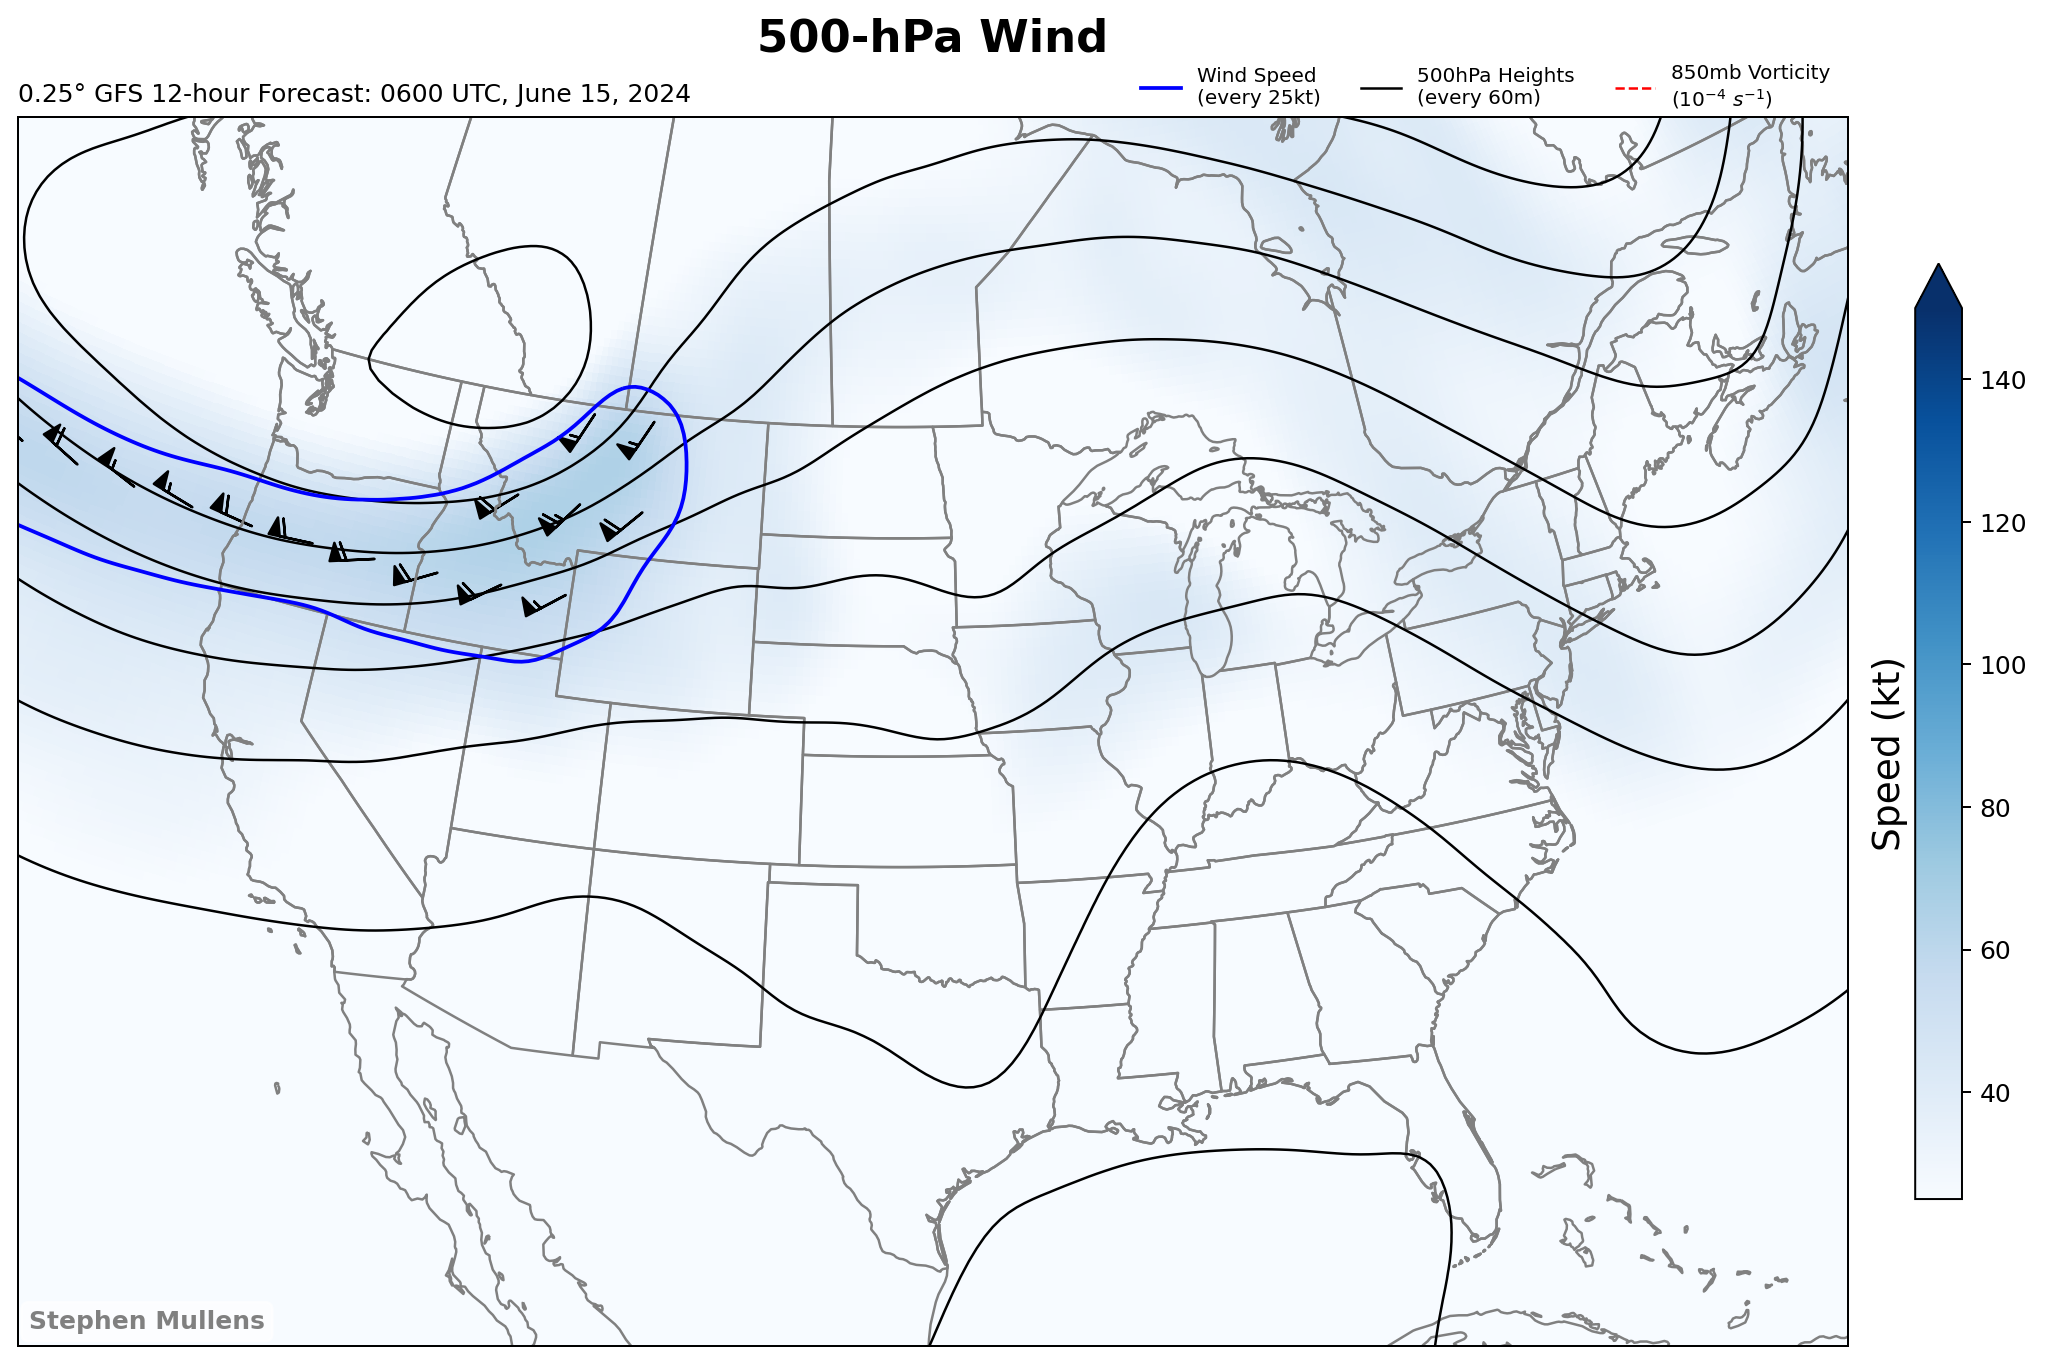 500-hPa Wind
0.25° GFS 12-hour Forecast: 0600 UTC, June 15, 2024
Wind Speed
(every 25kt)
500hPa Heights
(every 60m)
850mb Vorticity
(10⁻⁴ s⁻¹)
140
120
100
80
60
40
Speed (kt)
Stephen Mullens